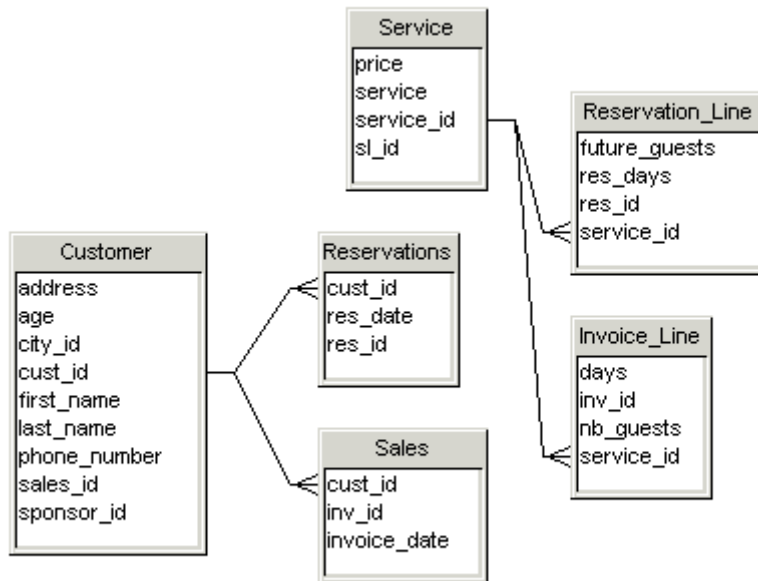 Service
price
service
service_id
sl_id
Reservation_Line
future_guests
res_days
res_id
service_id
Customer
address
age
city_id
cust_id
first_name
last_name
phone_number
sales_id
sponsor_id
Reservations
cust_id
res_date
res_id
Invoice_Line
days
inv_id
nb_guests
service_id
Sales
cust_id
inv_id
invoice_date